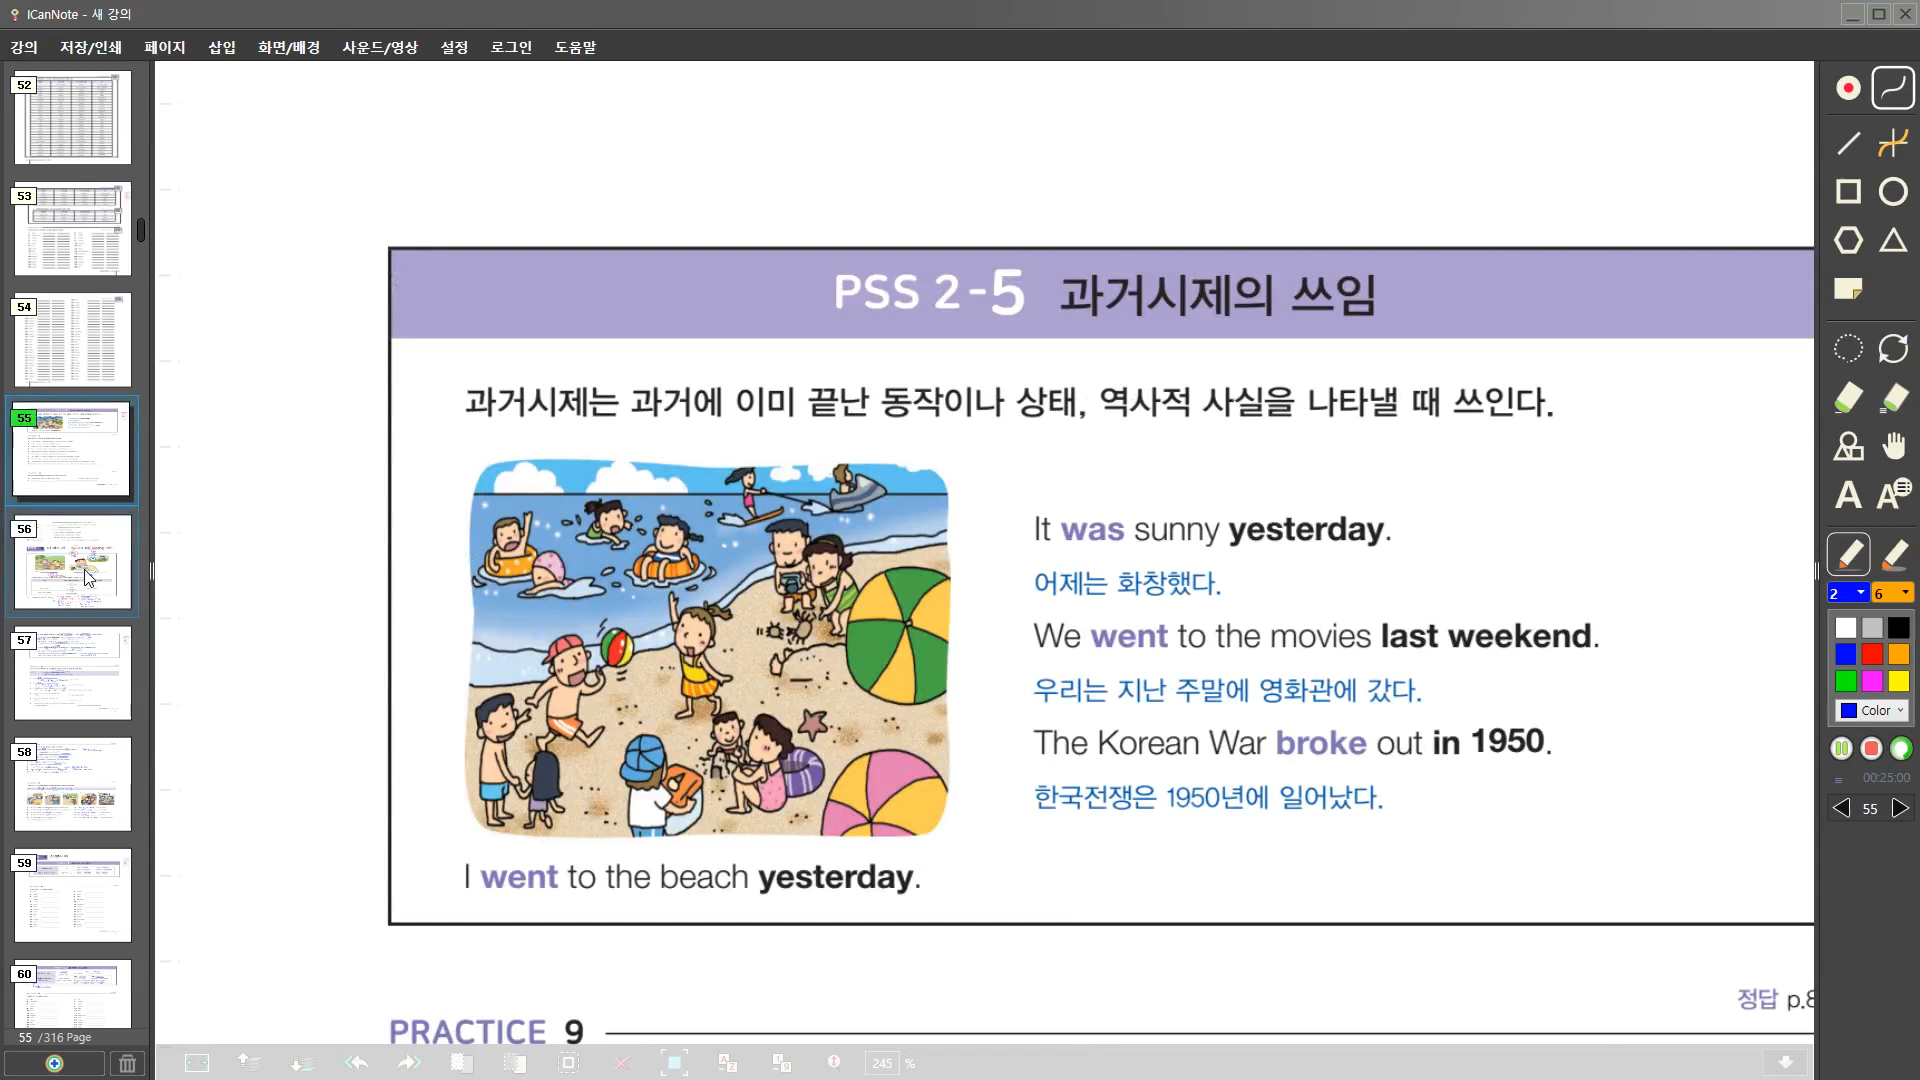 ICanNote - 새 강의
강의 저장/인쇄 페이지 삽입 화면/배경 사운드/영상 설정 로그인 도움말
52
53
54
55
56
57
58
59
60
55 /316 Page
PSS 2-5 과거시제의 쓰임
과거시제는 과거에 이미 끝난 동작이나 상태, 역사적 사실을 나타낼 때 쓰인다.
It was sunny yesterday.
어제는 화창했다.
We went to the movies last weekend.
우리는 지난 주말에 영화관에 갔다.
The Korean War broke out in 1950.
한국전쟁은 1950년에 일어났다.
I went to the beach yesterday.
정답 p.8
PRACTICE 9
245 %
A A
2 6
Color
00:25:00
55